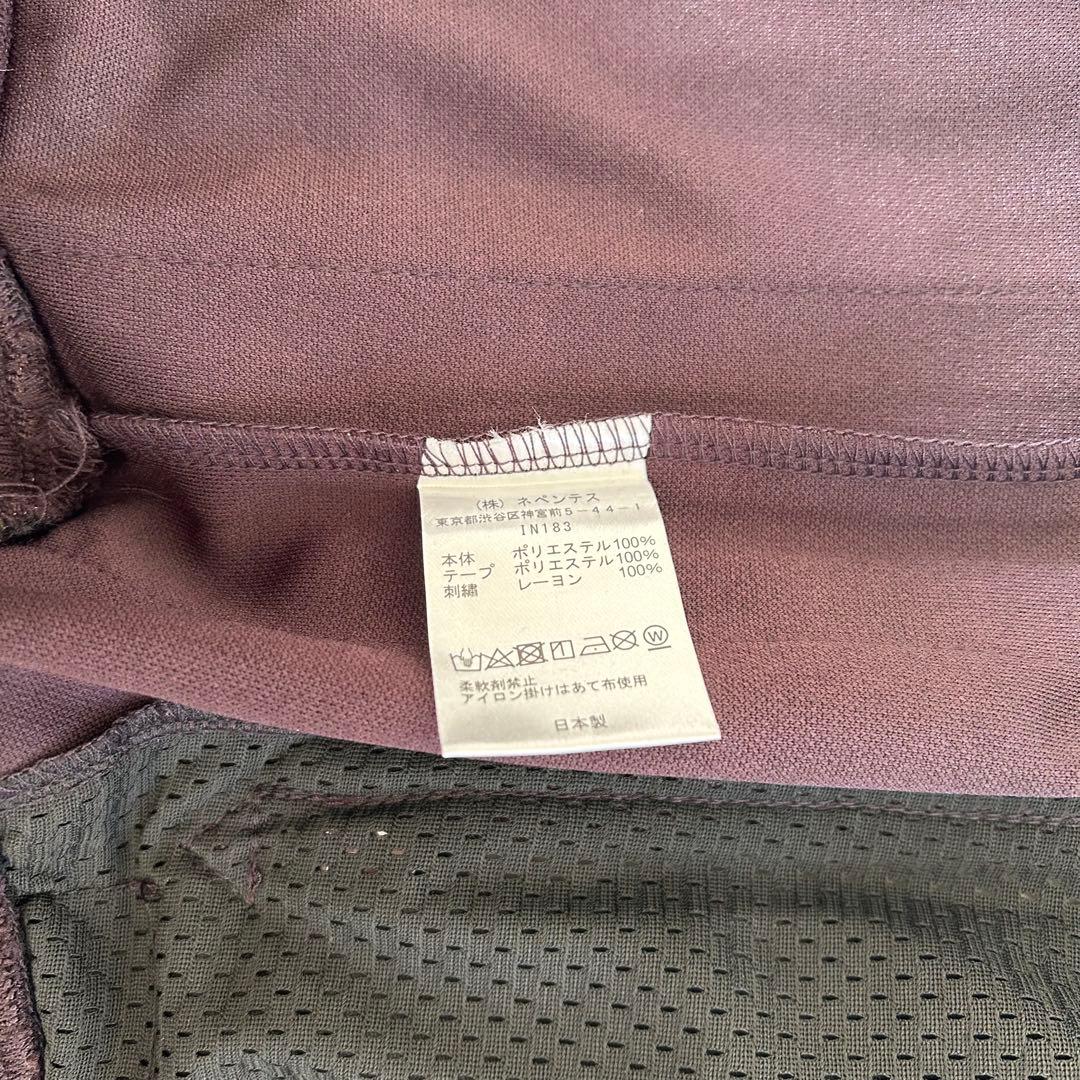 (株) ネペンテス
東京都渋谷区神宮前5-44-1
IN183
本体 ポリエステル100%
テープ ポリエステル100%
刺繍 レーヨン 100%
W
柔軟剤禁止
アイロン掛けはあて布使用
日本製